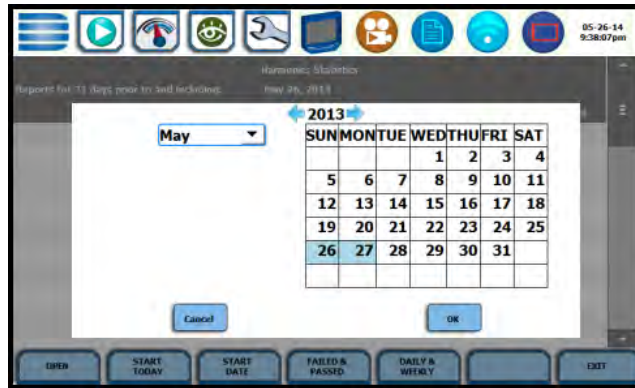 05-26-14
9:38:07pm
Harmonic Statistics
Reports for 31 days prior to and including: May 26, 2013
2013
May
SUN MON TUE WED THU FRI SAT
1 2 3 4
5 6 7 8 9 10 11
12 13 14 15 16 17 18
19 20 21 22 23 24 25
26 27 28 29 30 31
Cancel OK
OPEN
START
TODAY
START
DATE
FAILED &
PASSED
DAILY &
WEEKLY
EXIT